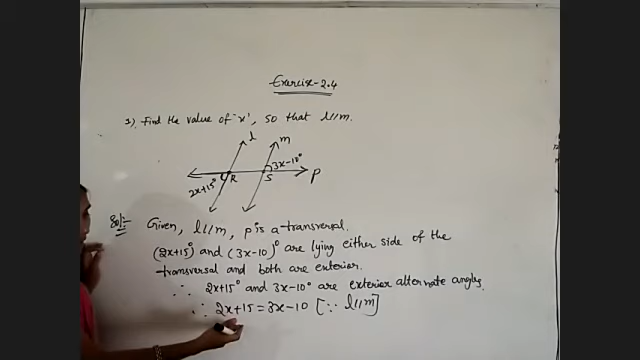 Exercise-2.4
1). Find the value of 'x', so that l//m.
l
m
3x-10°
2x+15°
R
S
p
Sol:- Given, l//m, p is a transversal.
(2x+15)° and (3x-10)° are lying either side of the
transversal and both are exterier.
∴ 2x+15° and 3x-10° are exterior alternate angles.
∴ 2x+15=3x-10 [∵ l//m]